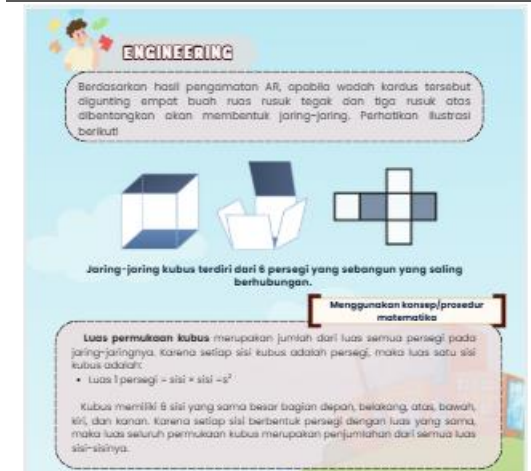 ENGINEERING
Berdasarkan hasil pengamatan AR, apabila wadah kardus tersebut
digunting empat buah ruas rusuk tegak dan tiga rusuk atas
dibentangkan akan membentuk jaring-jaring. Perhatikan ilustrasi
berikut!
Jaring-jaring kubus terdiri dari 6 persegi yang sebangun yang saling
berhubungan.
Menggunakan konsep/prosedur
matematika
Luas permukaan kubus merupakan jumlah dari luas semua persegi pada
jaring-jaringnya. Karena setiap sisi kubus adalah persegi, maka luas satu sisi
kubus adalah:
• Luas 1 persegi = sisi × sisi =s²
Kubus memiliki 6 sisi yang sama besar bagian depan, belakang, atas, bawah,
kiri, dan kanan. Karena setiap sisi berbentuk persegi dengan luas yang sama,
maka luas seluruh permukaan kubus merupakan penjumlahan dari semua luas
sisi-sisinya.